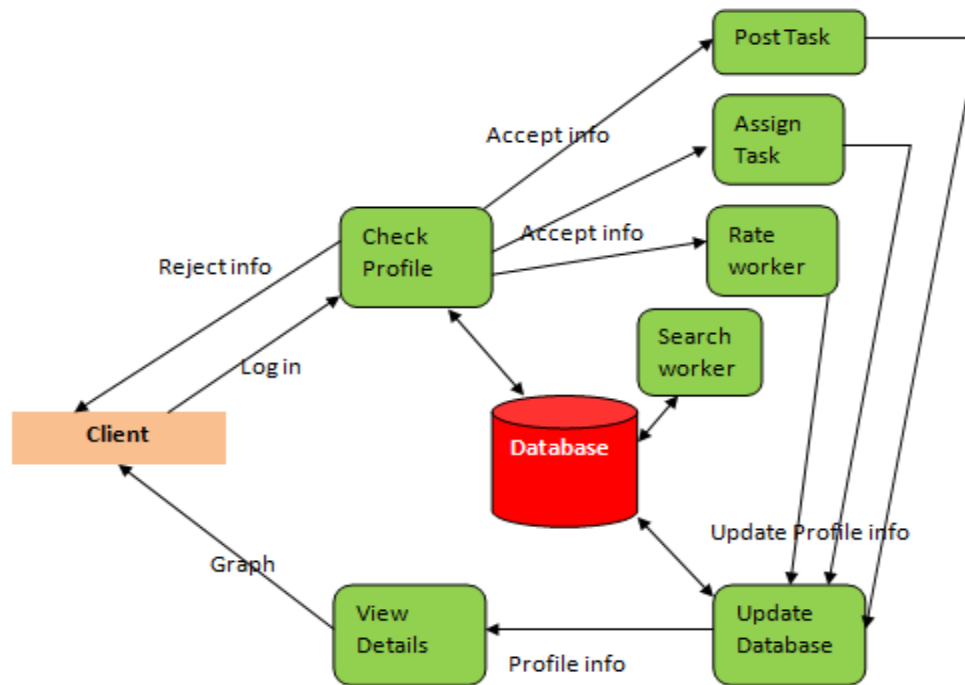 Post Task
Assign
Task
Accept info
Check
Profile
Accept info
Rate
worker
Reject info
Search
worker
Log in
Client
Database
Update Profile info
Graph
View
Details
Update
Database
Profile info